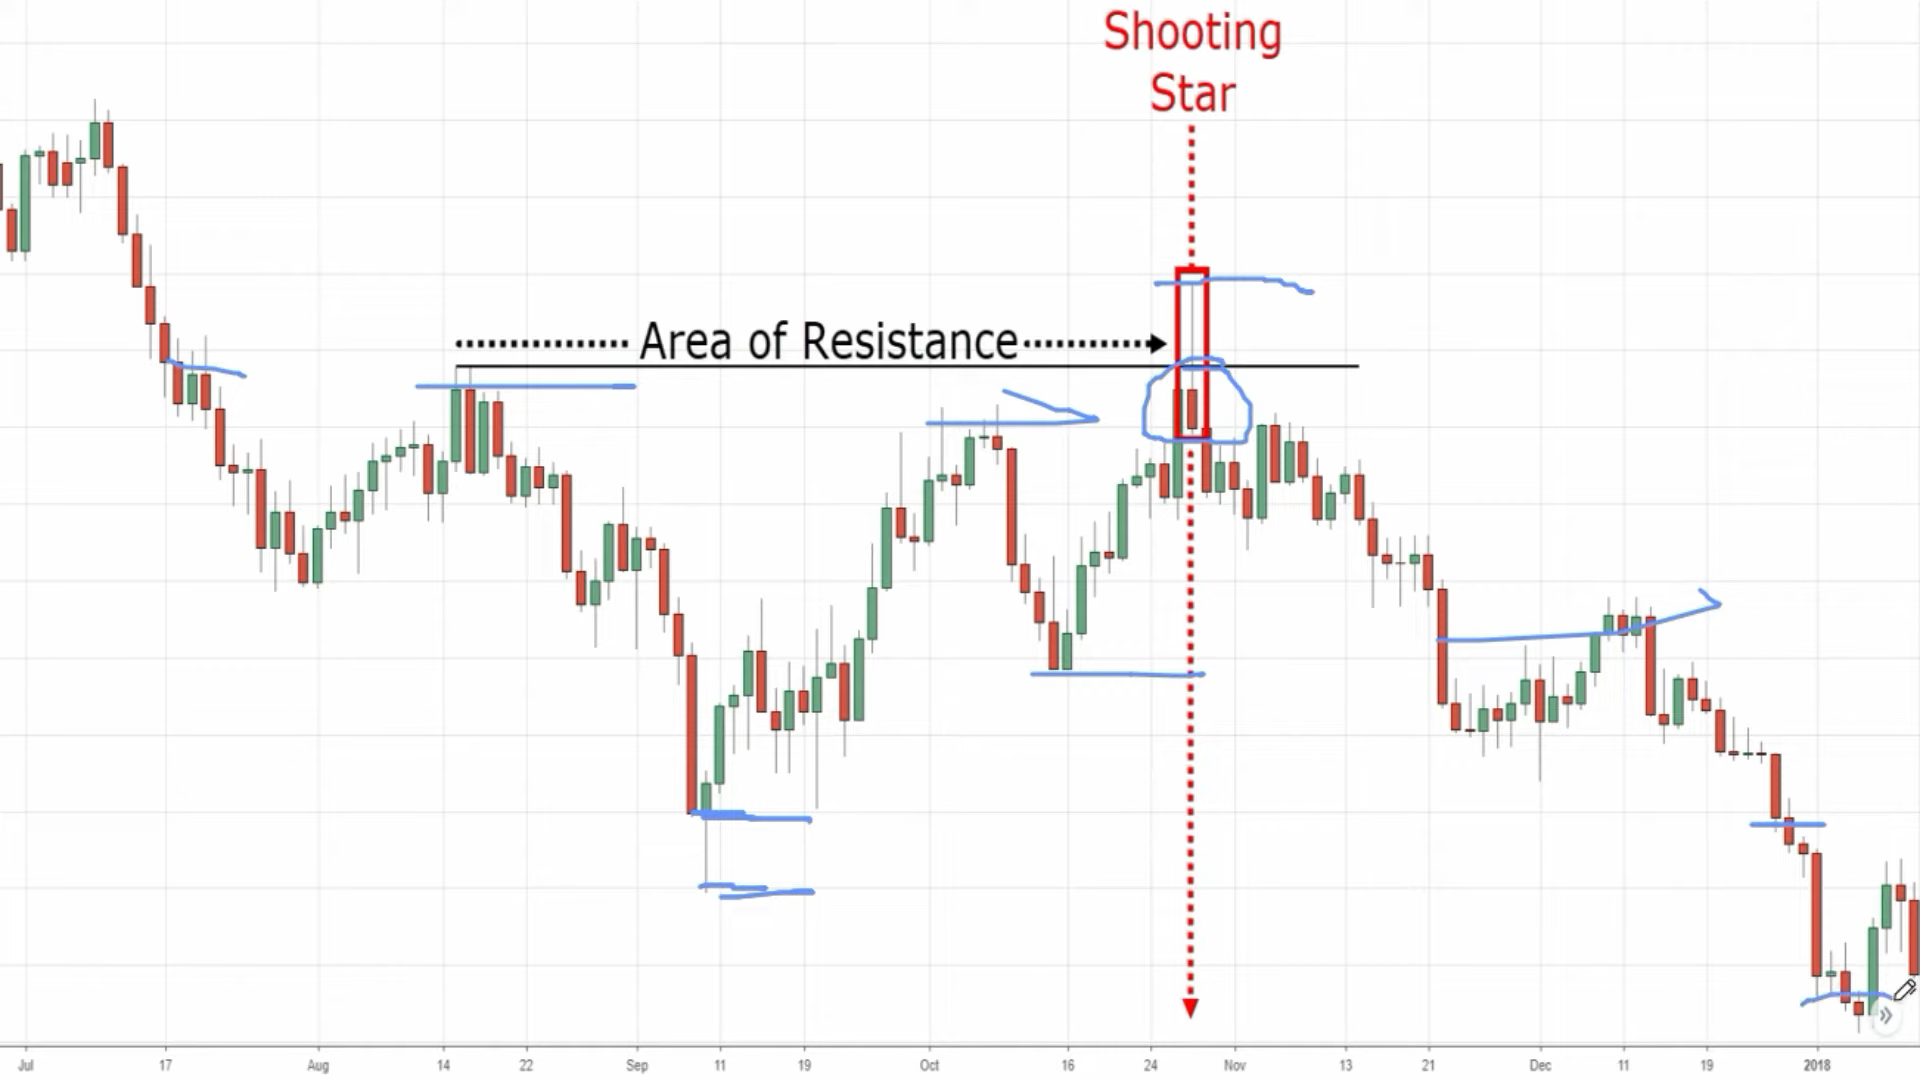 Shooting
Star
Area of Resistance
Jul 17 Aug 14 22 Sep 11 19 Oct 16 24 Nov 13 21 Dec 11 19 2018